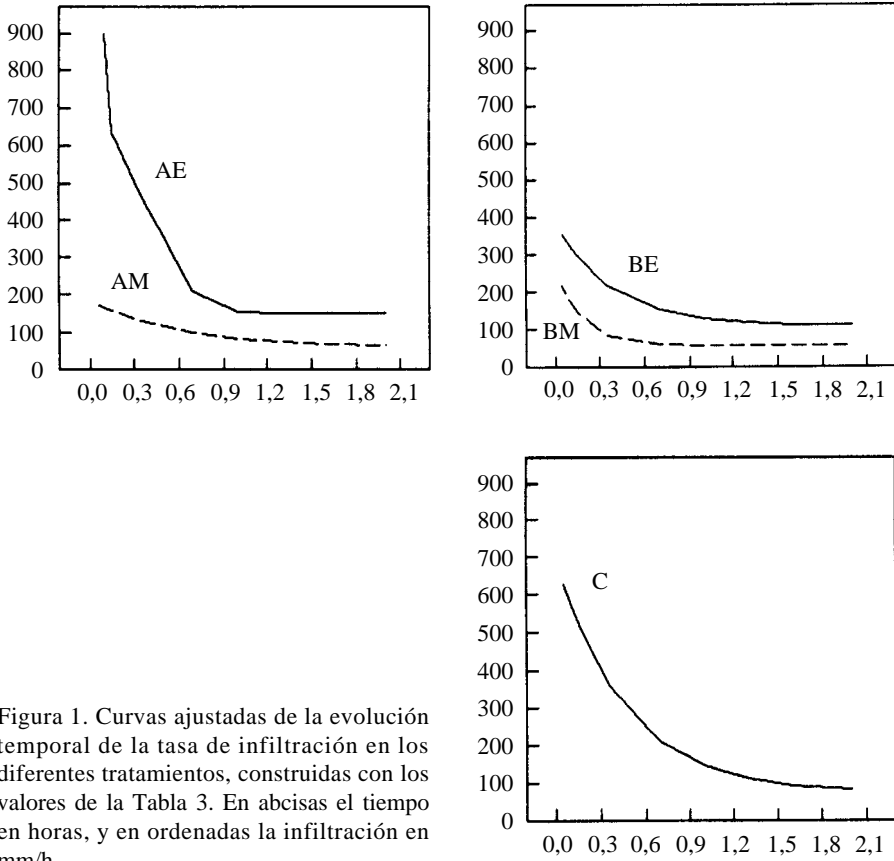 900
800
700
600
500
400
300
200
100
0
AE
AM
0,0 0,3 0,6 0,9 1,2 1,5 1,8 2,1
900
800
700
600
500
400
300
200
100
0
BE
BM
0,0 0,3 0,6 0,9 1,2 1,5 1,8 2,1
900
800
700
600
500
400
300
200
100
0
C
0,0 0,3 0,6 0,9 1,2 1,5 1,8 2,1
Figura 1. Curvas ajustadas de la evolución
temporal de la tasa de infiltración en los
diferentes tratamientos, construidas con los
valores de la Tabla 3. En abcisas el tiempo
en horas, y en ordenadas la infiltración en
mm/h